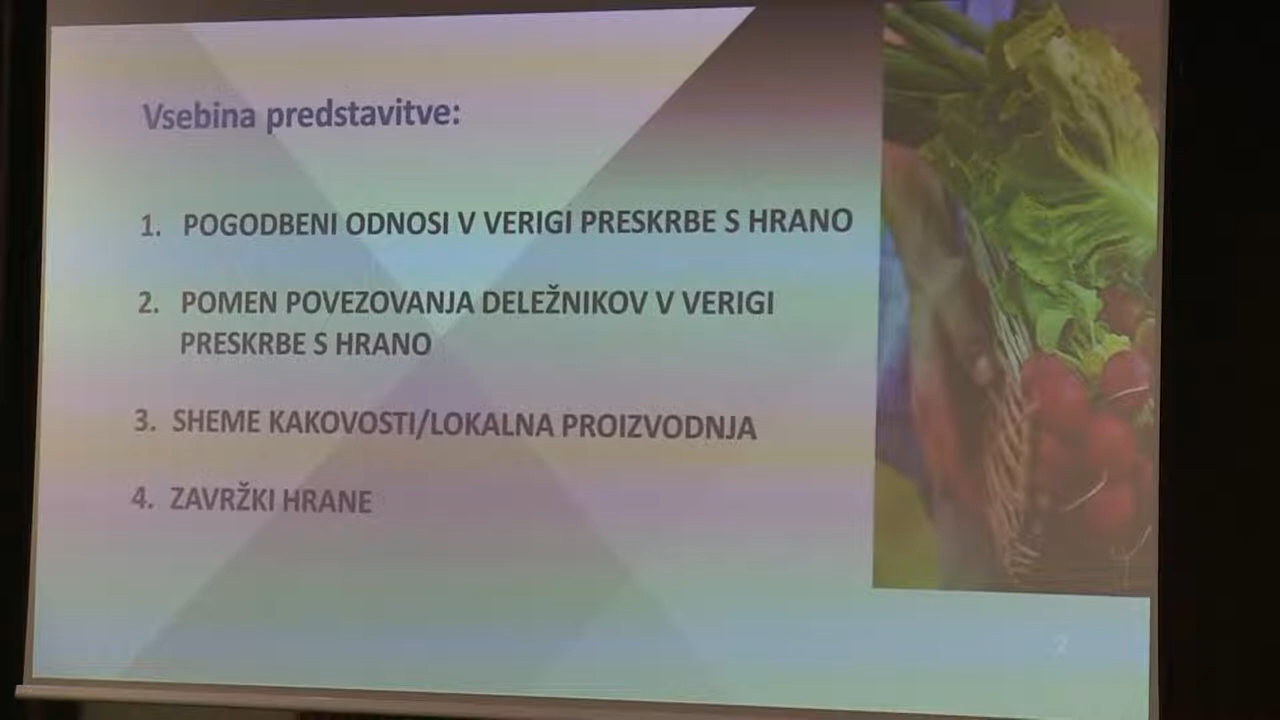 Vsebina predstavitve:
1. POGODBENI ODNOSI V VERIGI PRESKRBE S HRANO
2. POMEN POVEZOVANJA DELEŽNIKOV V VERIGI
PRESKRBE S HRANO
3. SHEME KAKOVOSTI/LOKALNA PROIZVODNJA
4. ZAVRŽKI HRANE
2